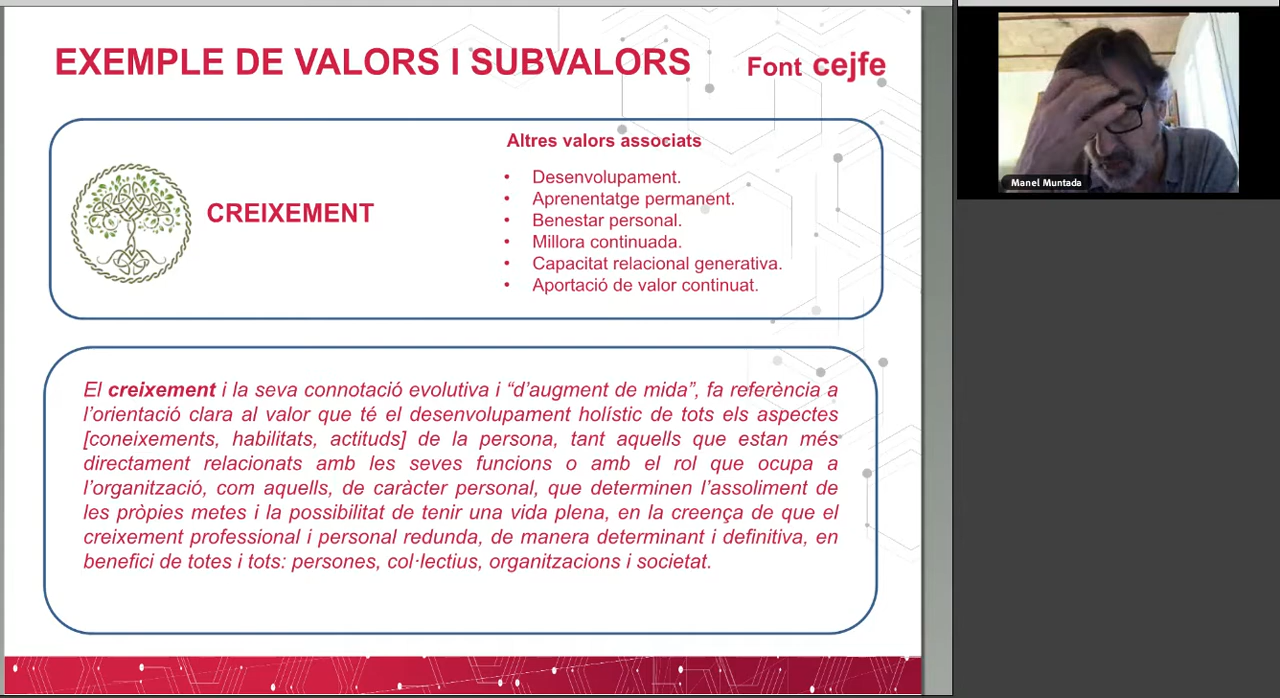 EXEMPLE DE VALORS I SUBVALORS
Font cejfe
CREIXEMENT
Altres valors associats
• Desenvolupament.
• Aprenentatge permanent.
• Benestar personal.
• Millora continuada.
• Capacitat relacional generativa.
• Aportació de valor continuat.
El creixement i la seva connotació evolutiva i “d’augment de mida”, fa referència a
l’orientació clara al valor que té el desenvolupament holístic de tots els aspectes
[coneixements, habilitats, actituds] de la persona, tant aquells que estan més
directament relacionats amb les seves funcions o amb el rol que ocupa a
l’organització, com aquells, de caràcter personal, que determinen l’assoliment de
les pròpies metes i la possibilitat de tenir una vida plena, en la creença de que el
creixement professional i personal redunda, de manera determinant i definitiva, en
benefici de totes i tots: persones, col·lectius, organitzacions i societat.
Manel Muntada